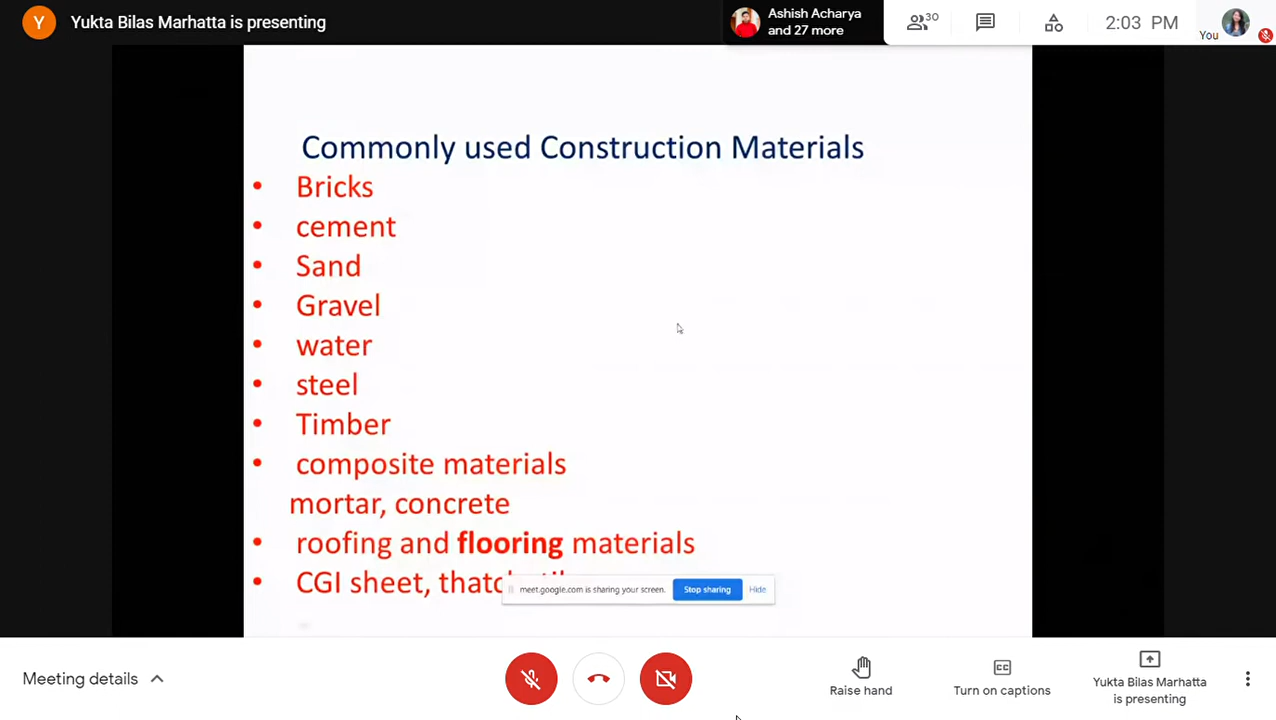 Y Yukta Bilas Marhatta is presenting
Ashish Acharya
and 27 more
30
2:03 PM
You
Commonly used Construction Materials
• Bricks
• cement
• Sand
• Gravel
• water
• steel
• Timber
• composite materials
mortar, concrete
• roofing and flooring materials
• CGI sheet,
meet.google.com is sharing your screen. Stop sharing Hide
Meeting details
Raise hand
CC
Turn on captions
Yukta Bilas Marhatta
is presenting